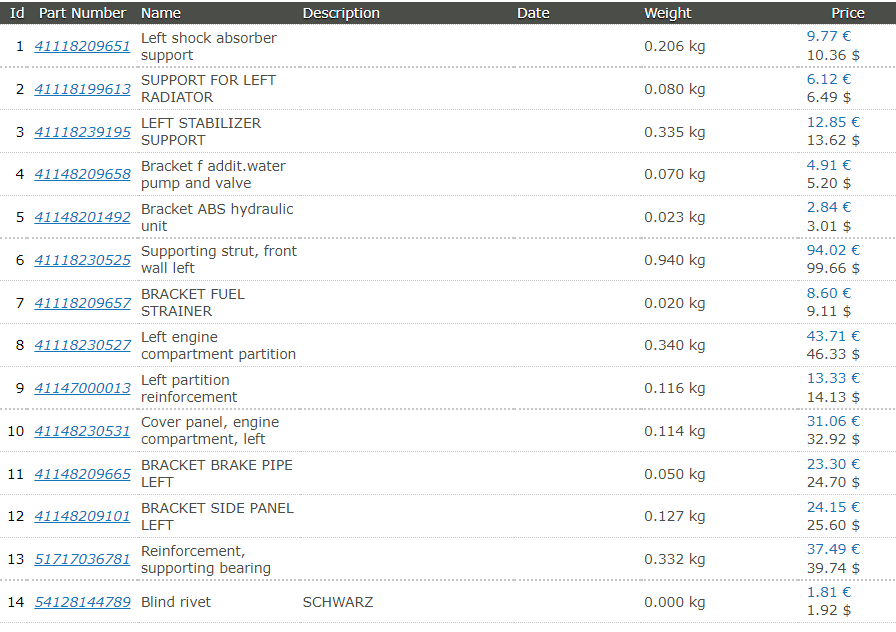 Id Part Number Name Description Date Weight Price
1 41118209651 Left shock absorber support 0.206 kg 9.77 € 10.36 $
2 41118199613 SUPPORT FOR LEFT RADIATOR 0.080 kg 6.12 € 6.49 $
3 41118239195 LEFT STABILIZER SUPPORT 0.335 kg 12.85 € 13.62 $
4 41148209658 Bracket f addit.water pump and valve 0.070 kg 4.91 € 5.20 $
5 41148201492 Bracket ABS hydraulic unit 0.023 kg 2.84 € 3.01 $
6 41118230525 Supporting strut, front wall left 0.940 kg 94.02 € 99.66 $
7 41118209657 BRACKET FUEL STRAINER 0.020 kg 8.60 € 9.11 $
8 41118230527 Left engine compartment partition 0.340 kg 43.71 € 46.33 $
9 41147000013 Left partition reinforcement 0.116 kg 13.33 € 14.13 $
10 41148230531 Cover panel, engine compartment, left 0.114 kg 31.06 € 32.92 $
11 41148209665 BRACKET BRAKE PIPE LEFT 0.050 kg 23.30 € 24.70 $
12 41148209101 BRACKET SIDE PANEL LEFT 0.127 kg 24.15 € 25.60 $
13 51717036781 Reinforcement, supporting bearing 0.332 kg 37.49 € 39.74 $
14 54128144789 Blind rivet SCHWARZ 0.000 kg 1.81 € 1.92 $